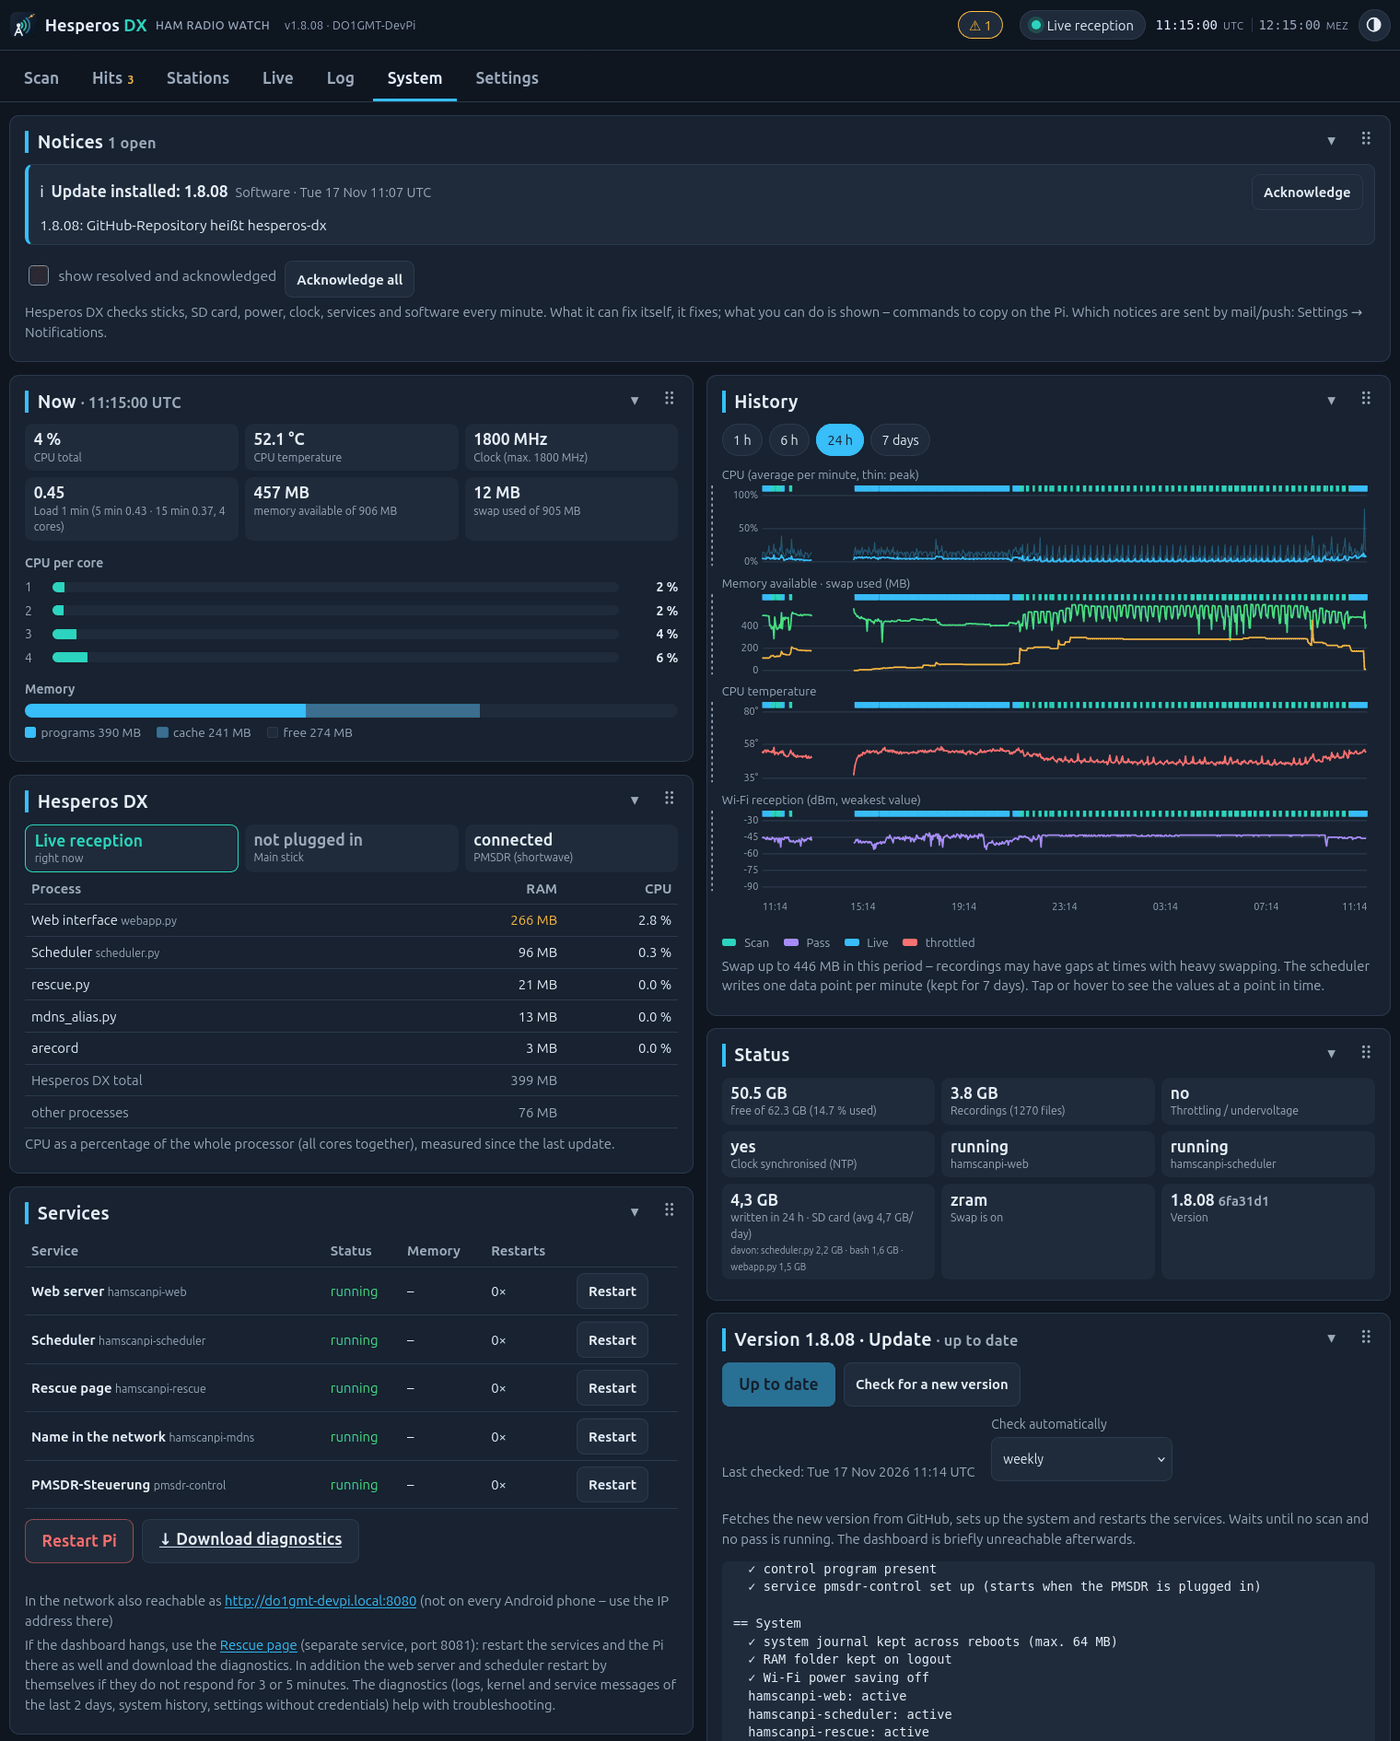 Hesperos DX HAM RADIO WATCH v1.8.08 · DO1GMT-DevPi ⚠ 1 Live reception 11:15:00 UTC 12:15:00 MEZ
Scan Hits 3 Stations Live Log System Settings
Notices 1 open
i Update installed: 1.8.08 Software · Tue 17 Nov 11:07 UTC Acknowledge
1.8.08: GitHub-Repository heißt hesperos-dx
show resolved and acknowledged Acknowledge all
Hesperos DX checks sticks, SD card, power, clock, services and software every minute. What it can fix itself, it fixes; what you can do is shown – commands to copy on the Pi. Which notices are sent by mail/push: Settings →
Notifications.
Now · 11:15:00 UTC
4 % 52.1 °C 1800 MHz
CPU total CPU temperature Clock (max. 1800 MHz)
0.45 457 MB 12 MB
Load 1 min (5 min 0.43 · 15 min 0.37, 4 memory available of 906 MB swap used of 905 MB
cores)
CPU per core
1 2 %
2 2 %
3 4 %
4 6 %
Memory
programs 390 MB cache 241 MB free 274 MB
Hesperos DX
Live reception not plugged in connected
right now Main stick PMSDR (shortwave)
Process RAM CPU
Web interface webapp.py 266 MB 2.8 %
Scheduler scheduler.py 96 MB 0.3 %
rescue.py 21 MB 0.0 %
mdns_alias.py 13 MB 0.0 %
arecord 3 MB 0.0 %
Hesperos DX total 399 MB
other processes 76 MB
CPU as a percentage of the whole processor (all cores together), measured since the last update.
Services
Service Status Memory Restarts
Web server hamscanpi-web running – 0× Restart
Scheduler hamscanpi-scheduler running – 0× Restart
Rescue page hamscanpi-rescue running – 0× Restart
Name in the network hamscanpi-mdns running – 0× Restart
PMSDR-Steuerung pmsdr-control running – 0× Restart
Restart Pi ↓ Download diagnostics
In the network also reachable as http://do1gmt-devpi.local:8080 (not on every Android phone – use the IP
address there)
If the dashboard hangs, use the Rescue page (separate service, port 8081): restart the services and the Pi
there as well and download the diagnostics. In addition the web server and scheduler restart by
themselves if they do not respond for 3 or 5 minutes. The diagnostics (logs, kernel and service messages of
the last 2 days, system history, settings without credentials) help with troubleshooting.
History
1 h 6 h 24 h 7 days
CPU (average per minute, thin: peak)
100%
50%
0%
Memory available · swap used (MB)
400
200
0
CPU temperature
80°
58°
35°
Wi-Fi reception (dBm, weakest value)
-30
-45
-60
-75
-90
11:14 15:14 19:14 23:14 03:14 07:14 11:14
Scan Pass Live throttled
Swap up to 446 MB in this period – recordings may have gaps at times with heavy swapping. The scheduler
writes one data point per minute (kept for 7 days). Tap or hover to see the values at a point in time.
Status
50.5 GB 3.8 GB no
free of 62.3 GB (14.7 % used) Recordings (1270 files) Throttling / undervoltage
yes running running
Clock synchronised (NTP) hamscanpi-web hamscanpi-scheduler
4,3 GB zram 1.8.08 6fa31d1
written in 24 h · SD card (avg 4,7 GB/ Swap is on Version
day)
davon: scheduler.py 2,2 GB · bash 1,6 GB ·
webapp.py 1,5 GB
Version 1.8.08 · Update · up to date
Up to date Check for a new version
Check automatically
Last checked: Tue 17 Nov 2026 11:14 UTC weekly
Fetches the new version from GitHub, sets up the system and restarts the services. Waits until no scan and
no pass is running. The dashboard is briefly unreachable afterwards.
✓ control program present
✓ service pmsdr-control set up (starts when the PMSDR is plugged in)
== System
✓ system journal kept across reboots (max. 64 MB)
✓ RAM folder kept on logout
✓ Wi-Fi power saving off
hamscanpi-web: active
hamscanpi-scheduler: active
hamscanpi-rescue: active